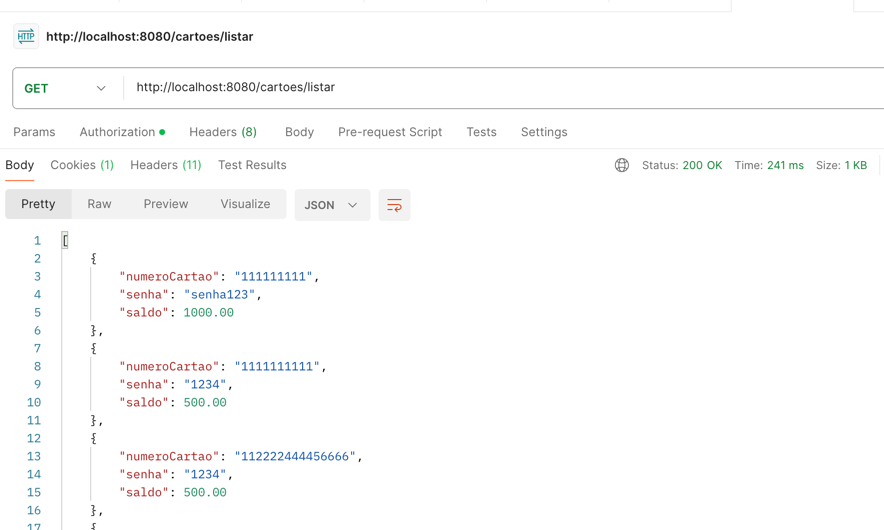 HTTP http://localhost:8080/cartoes/listar
GET http://localhost:8080/cartoes/listar
Params Authorization Headers (8) Body Pre-request Script Tests Settings
Body Cookies (1) Headers (11) Test Results Status: 200 OK Time: 241 ms Size: 1 KB
Pretty Raw Preview Visualize JSON
1 [
2 {
3 "numeroCartao": "111111111",
4 "senha": "senha123",
5 "saldo": 1000.00
6 },
7 {
8 "numeroCartao": "1111111111",
9 "senha": "1234",
10 "saldo": 500.00
11 },
12 {
13 "numeroCartao": "112222444456666",
14 "senha": "1234",
15 "saldo": 500.00
16 },
17 {